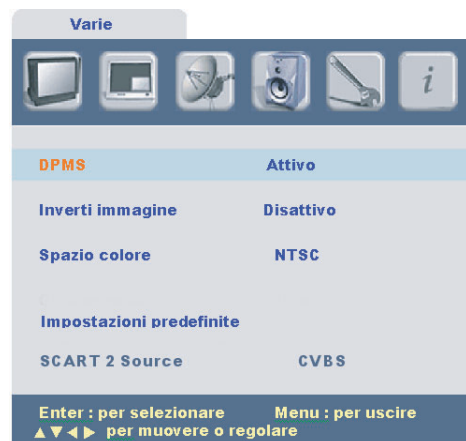 Varie
i
DPMS Attivo
Inverti immagine Disattivo
Spazio colore NTSC
Impostazioni predefinite
SCART 2 Source CVBS
Enter : per selezionare Menu : per uscire
▲▼◄► per muovere o regolare